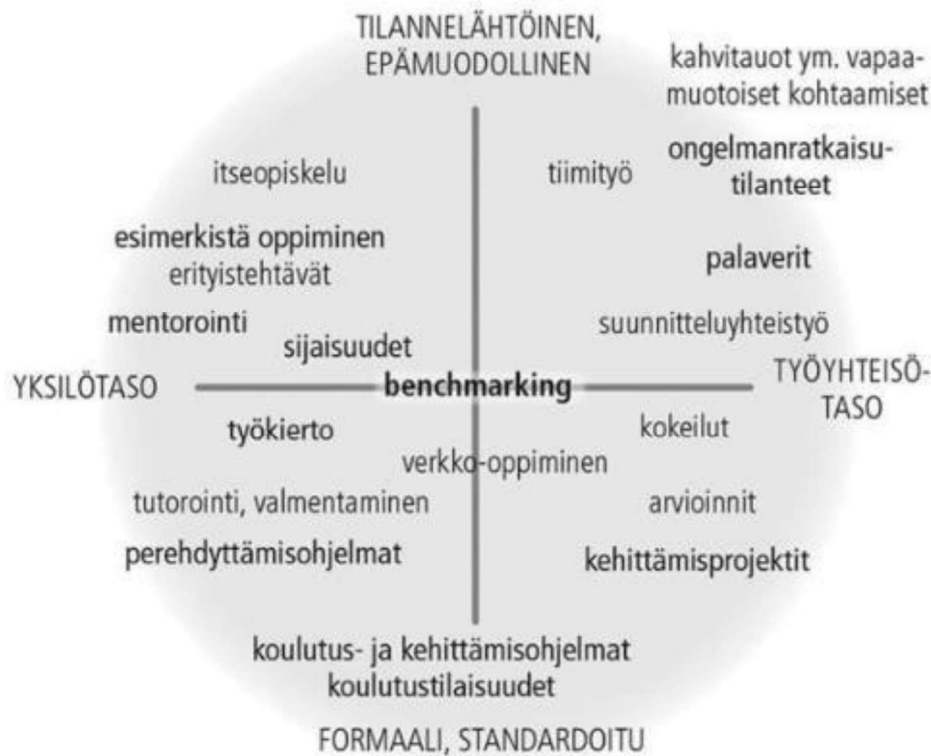 TILANNELÄHTÖINEN,
EPÄMUODOLLINEN
kahvitauot ym. vapaa-
muotoiset kohtaamiset
itseopiskelu
tiimityö
ongelmanratkaisu-
tilanteet
esimerkistä oppiminen
erityistehtävät
palaverit
mentorointi
suunnitteluyhteistyö
sijaisuudet
YKSILÖTASO
benchmarking
TYÖYHTEISÖ-
TASO
työkierto
kokeilut
verkko-oppiminen
tutorointi, valmentaminen
arvioinnit
perehdyttämisohjelmat
kehittämisprojektit
koulutus- ja kehittämisohjelmat
koulutustilaisuudet
FORMAALI, STANDARDOITU